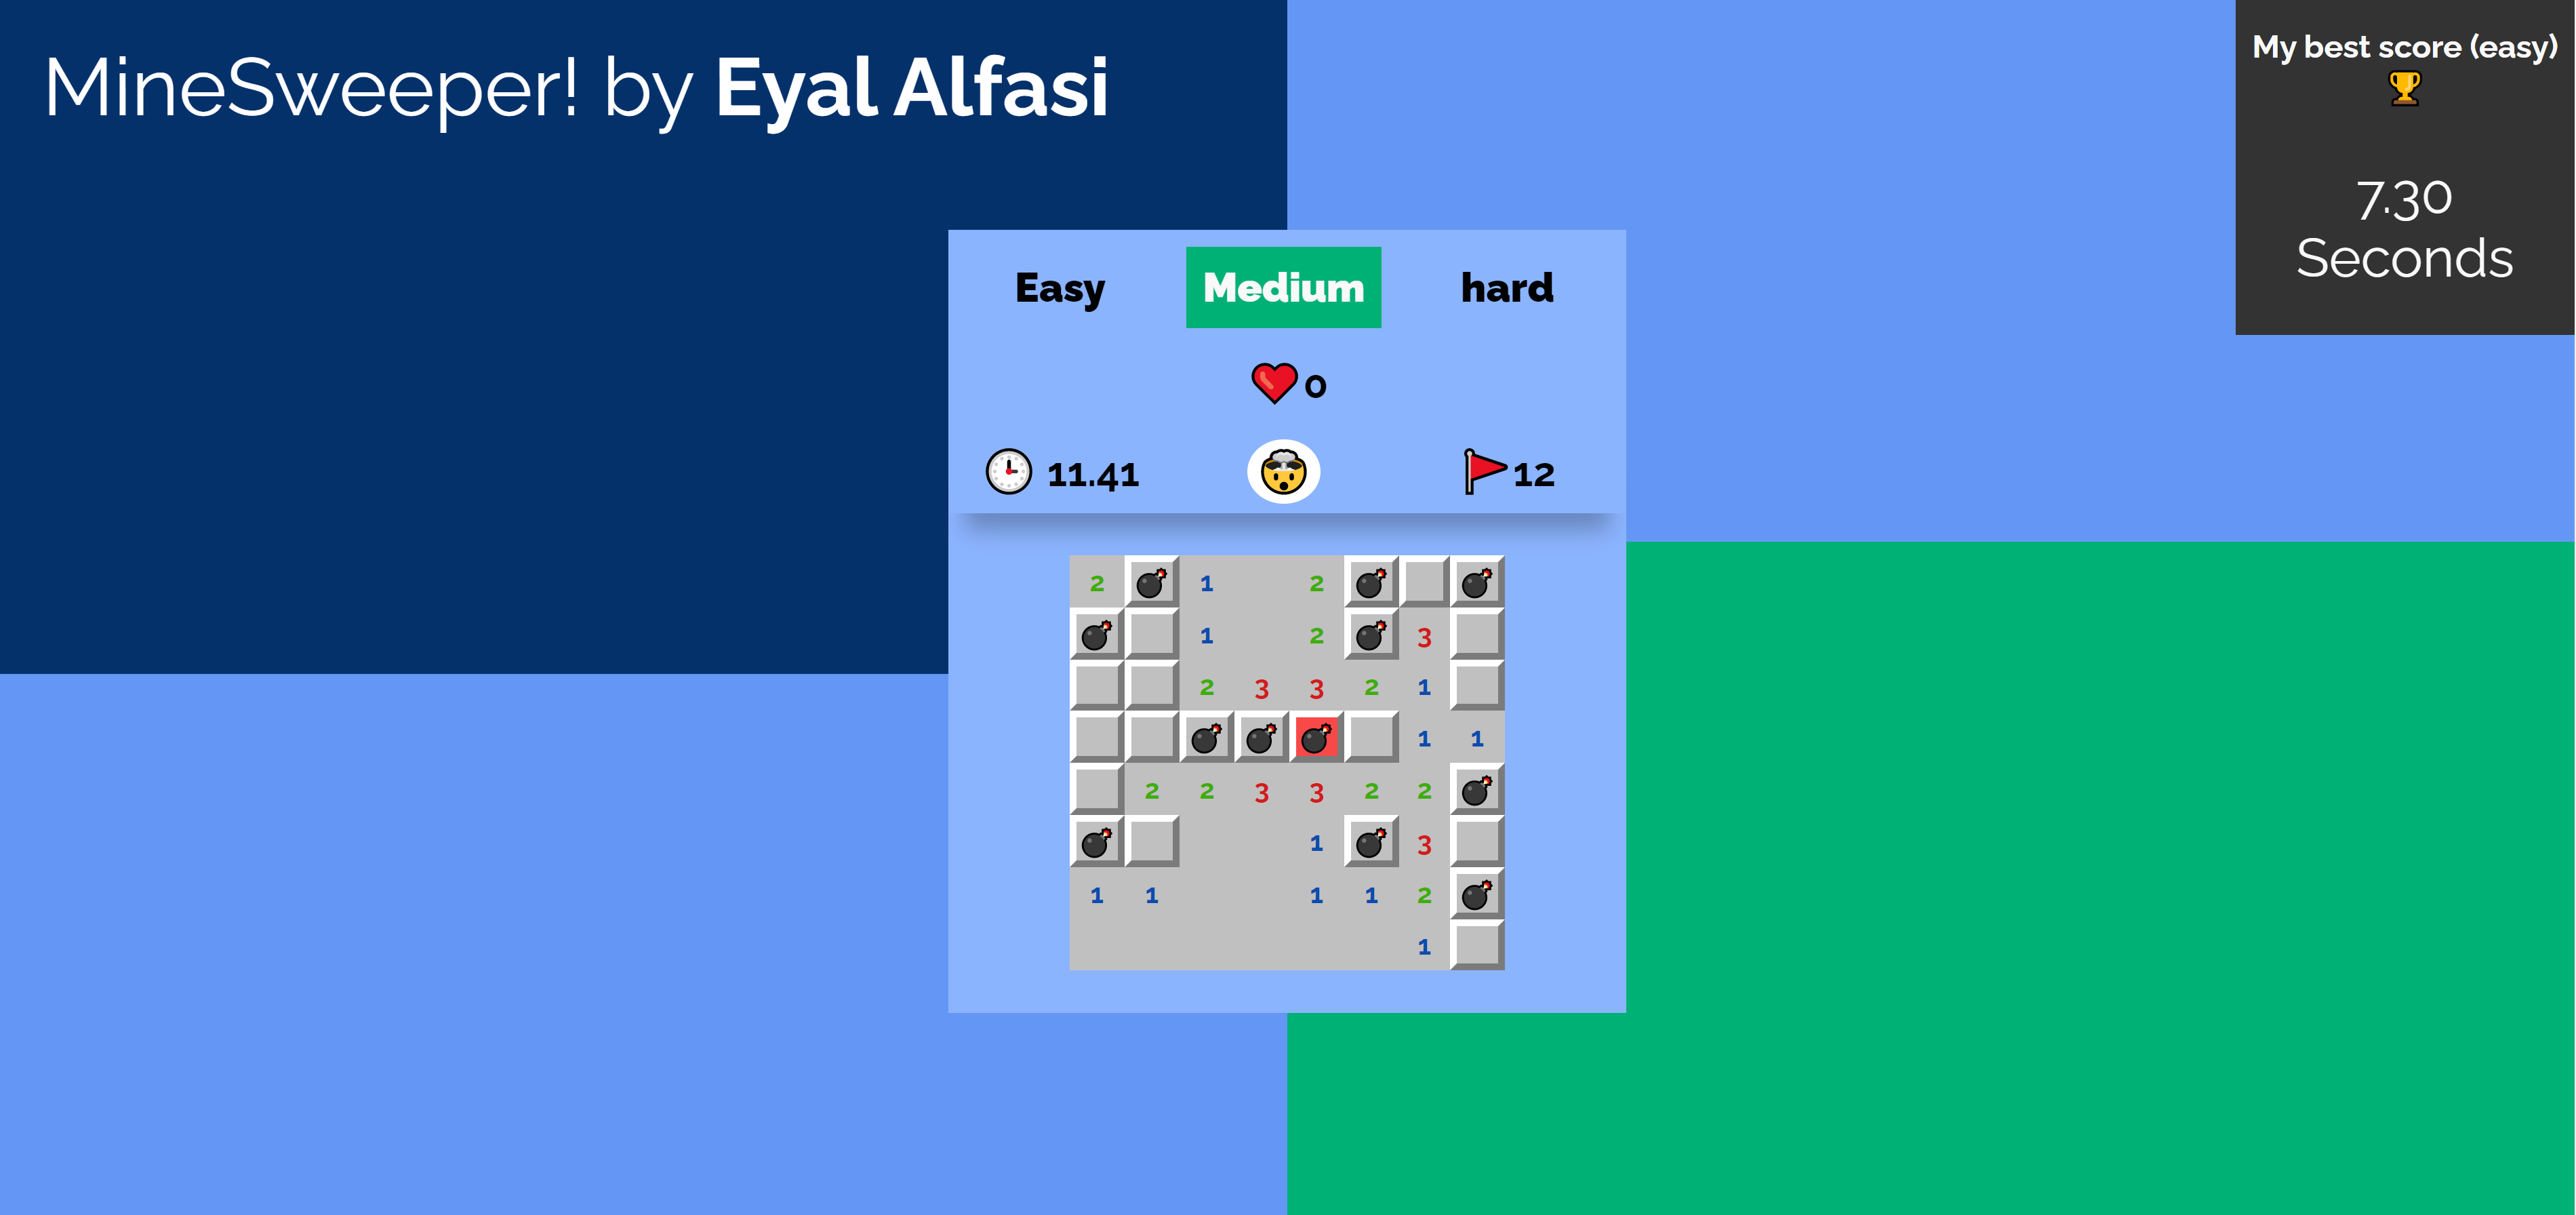 MineSweeper! by Eyal Alfasi
My best score (easy)
7.30
Seconds
Easy Medium hard
0
11.41 12
2 1 2
1 2 3
2 3 3 2 1
1 1
2 2 3 3 2 2
1 3
1 1 1 1 2
1